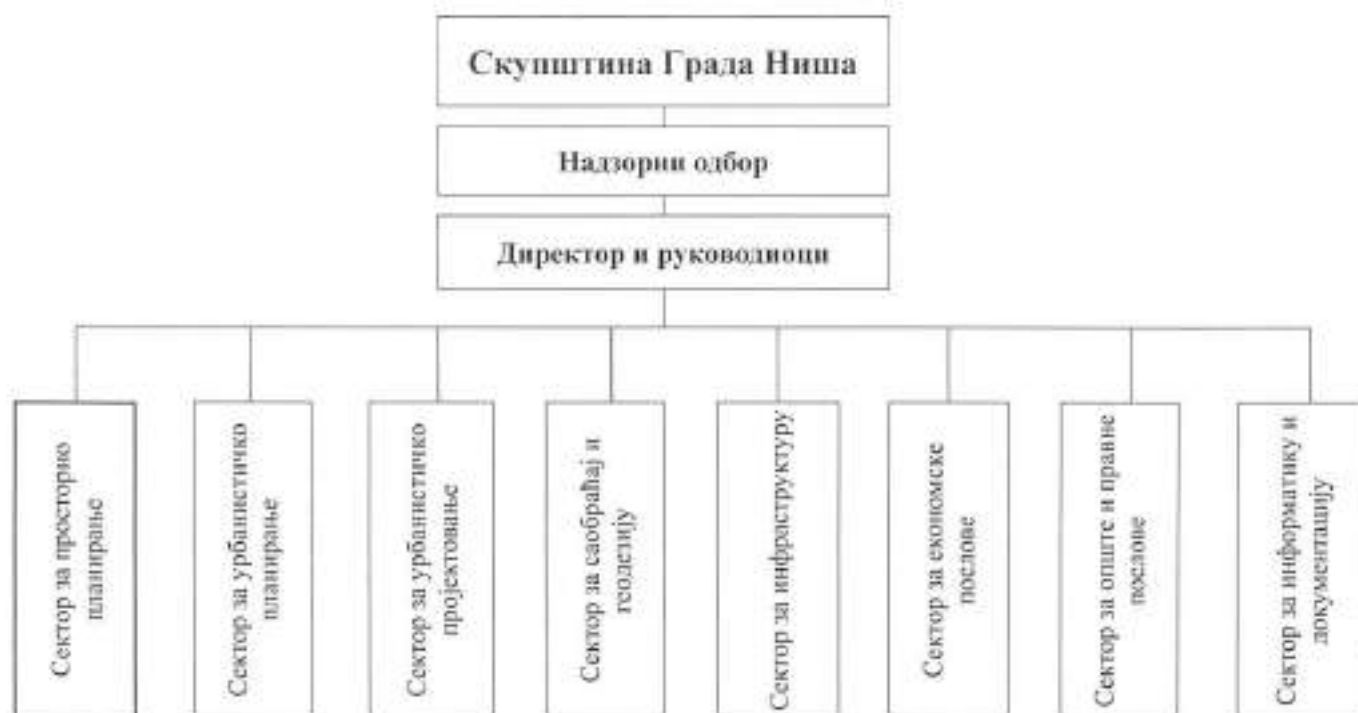 Скупштина Града Ниша
Надзорни одбор
Директор и руководиоци
Сектор за просторно
планирање
Сектор за урбанистичко
планирање
Сектор за урбанистичко
пројектовање
Сектор за саобраћај и
геодезију
Сектор за инфраструктуру
Сектор за економске
послове
Сектор за опште и правне
послове
Сектор за информатику и
документацију